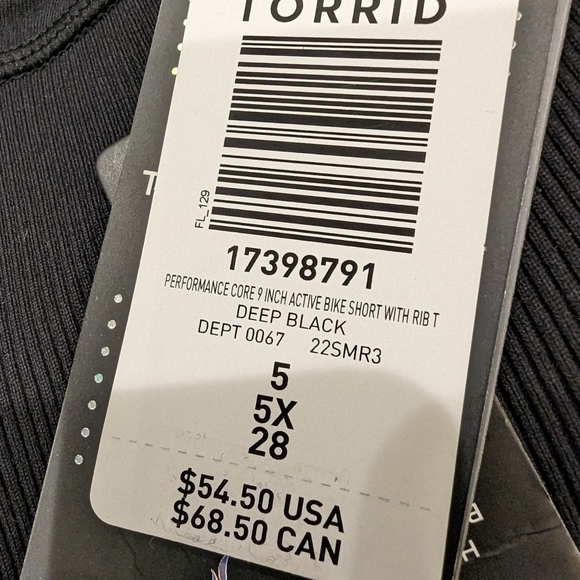 TORRID
T
FL_129
17398791
PERFORMANCE CORE 9 INCH ACTIVE BIKE SHORT WITH RIB T
DEEP BLACK
DEPT 0067 22SMR3
5
5X
28
$54.50 USA
$68.50 CAN